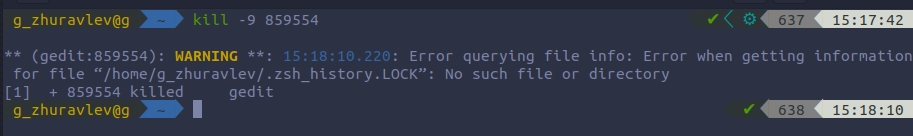 g_zhuravlev@g ~ kill -9 859554 ✔ ⚙ 637 15:17:42
** (gedit:859554): WARNING **: 15:18:10.220: Error querying file info: Error when getting information
for file “/home/g_zhuravlev/.zsh_history.LOCK”: No such file or directory
[1]  + 859554 killed     gedit
g_zhuravlev@g ~ ✔ 638 15:18:10